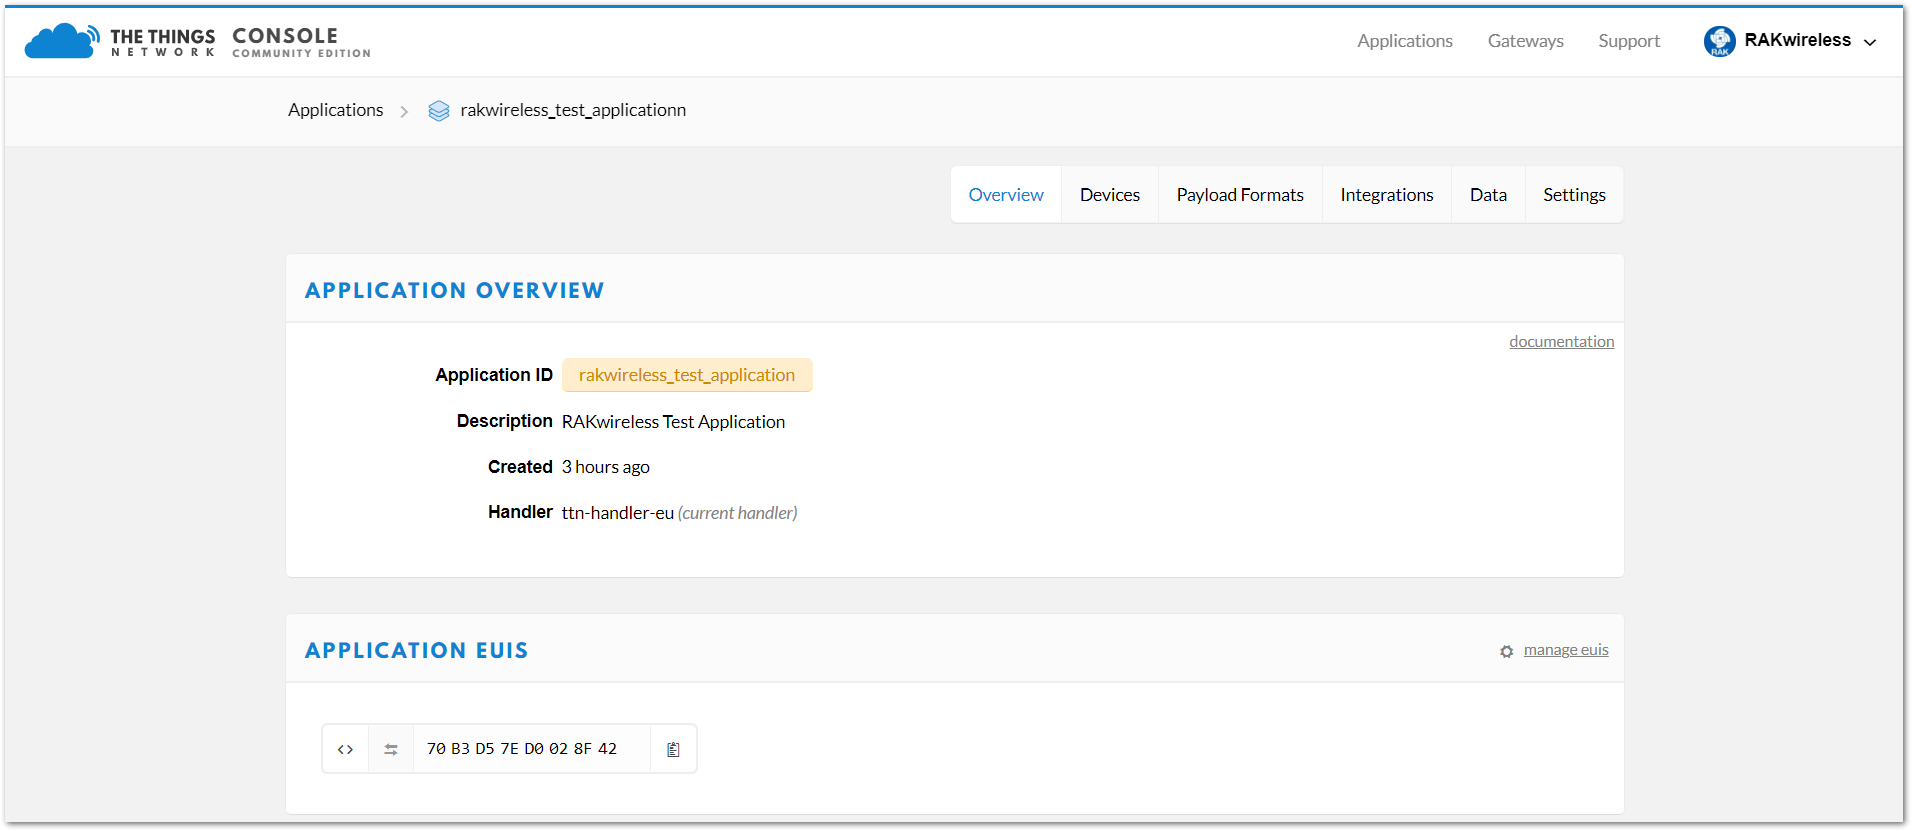 THE THINGS NETWORK CONSOLE COMMUNITY EDITION
Applications Gateways Support RAK RAKwireless
Applications rakwireless_test_applicationn
Overview Devices Payload Formats Integrations Data Settings
APPLICATION OVERVIEW
documentation
Application ID rakwireless_test_application
Description RAKwireless Test Application
Created 3 hours ago
Handler ttn-handler-eu (current handler)
APPLICATION EUIS
manage euis
<> 70 B3 D5 7E D0 02 8F 42